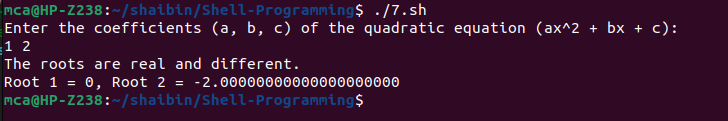 mca@HP-Z238:~/shaibin/Shell-Programming$ ./7.sh
Enter the coefficients (a, b, c) of the quadratic equation (ax^2 + bx + c):
1 2
The roots are real and different.
Root 1 = 0, Root 2 = -2.00000000000000000000
mca@HP-Z238:~/shaibin/Shell-Programming$